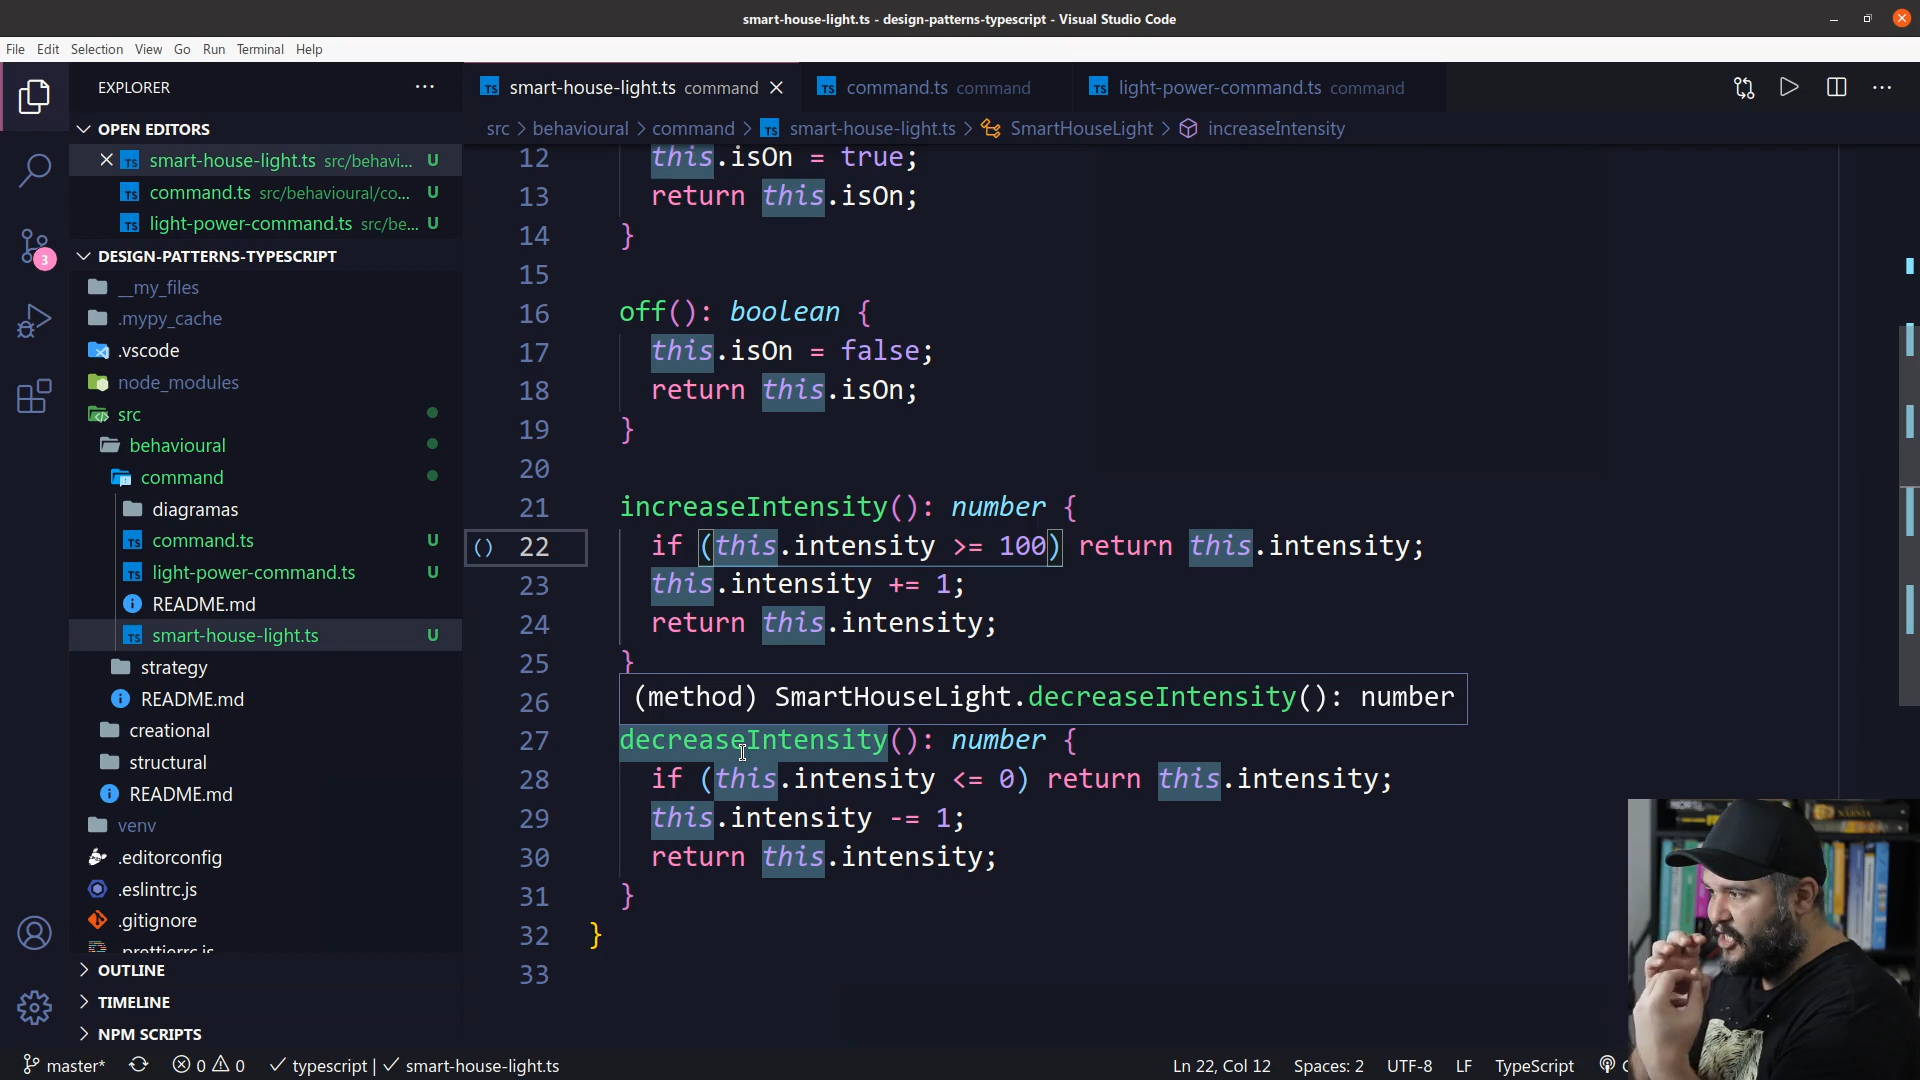 smart-house-light.ts - design-patterns-typescript - Visual Studio Code
File Edit Selection View Go Run Terminal Help
EXPLORER
OPEN EDITORS
smart-house-light.ts src/behavi... U
command.ts src/behavioural/co... U
light-power-command.ts src/be... U
DESIGN-PATTERNS-TYPESCRIPT
__my_files
.mypy_cache
.vscode
node_modules
src
behavioural
command
diagramas
command.ts U
light-power-command.ts U
README.md
smart-house-light.ts U
strategy
README.md
creational
structural
README.md
venv
.editorconfig
.eslintrc.js
.gitignore
.prettierrc.js
OUTLINE
TIMELINE
NPM SCRIPTS
3
smart-house-light.ts command
command.ts command
light-power-command.ts command
src > behavioural > command > smart-house-light.ts > SmartHouseLight > increaseIntensity
12 this.isOn = true;
13 return this.isOn;
14 }
15
16 off(): boolean {
17 this.isOn = false;
18 return this.isOn;
19 }
20
21 increaseIntensity(): number {
22 if (this.intensity >= 100) return this.intensity;
23 this.intensity += 1;
24 return this.intensity;
25 }
26 (method) SmartHouseLight.decreaseIntensity(): number
27 decreaseIntensity(): number {
28 if (this.intensity <= 0) return this.intensity;
29 this.intensity -= 1;
30 return this.intensity;
31 }
32 }
33
master* 0 0 typescript | smart-house-light.ts Ln 22, Col 12 Spaces: 2 UTF-8 LF TypeScript